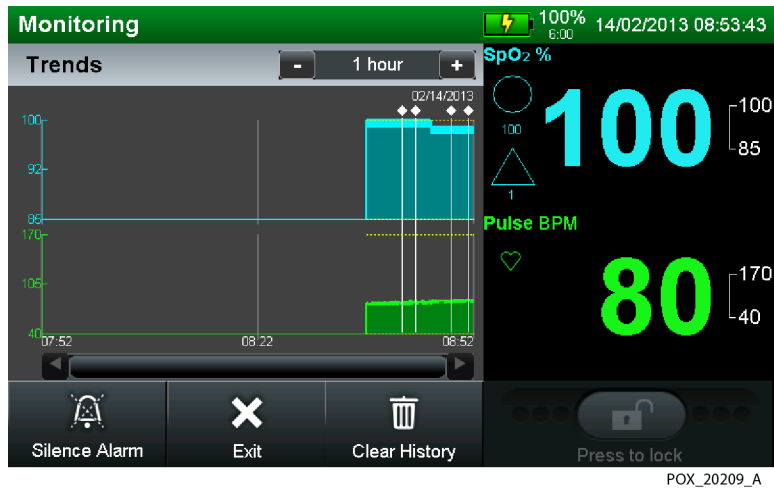 Monitoring
100%
6:00
14/02/2013 08:53:43
Trends
- 1 hour +
02/14/2013
100
92
85
170
105
40
07:52 08:22 08:52
SpO₂ %
100
1
100
100
85
Pulse BPM
80
170
40
Silence Alarm
Exit
Clear History
Press to lock
POX_20209_A